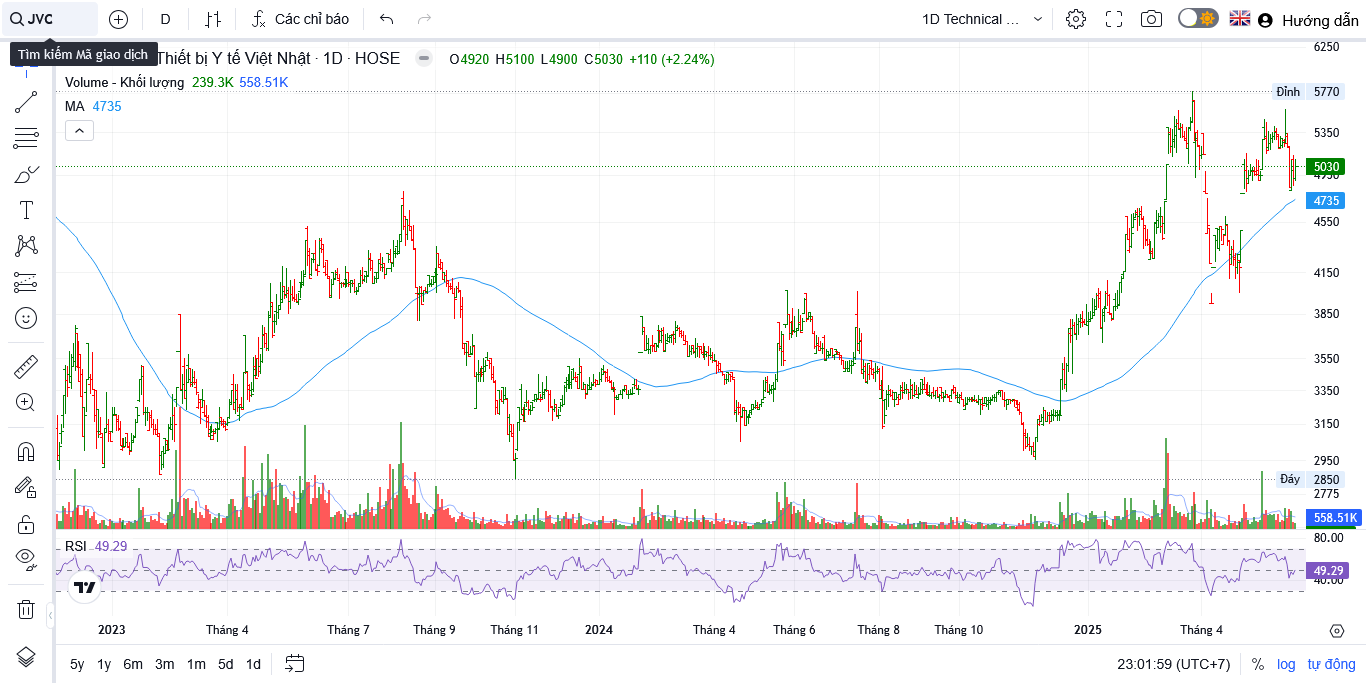 JVC
D
Các chỉ báo
1D Technical ...
Hướng dẫn
Tìm kiếm Mã giao dịch
Thiết bị Y tế Việt Nhật · 1D · HOSE
O4920 H5100 L4900 C5030 +110 (+2.24%)
Volume - Khối lượng 239.3K 558.51K
MA 4735
6250
Đỉnh 5770
5350
5030
4750
4735
4550
4150
3850
3550
3350
3150
2950
Đáy 2850
2775
558.51K
80.00
RSI 49.29
49.29
40.00
2023 Tháng 4 Tháng 7 Tháng 9 Tháng 11 2024 Tháng 4 Tháng 6 Tháng 8 Tháng 10 2025 Tháng 4
5y 1y 6m 3m 1m 5d 1d
23:01:59 (UTC+7) % log tự động